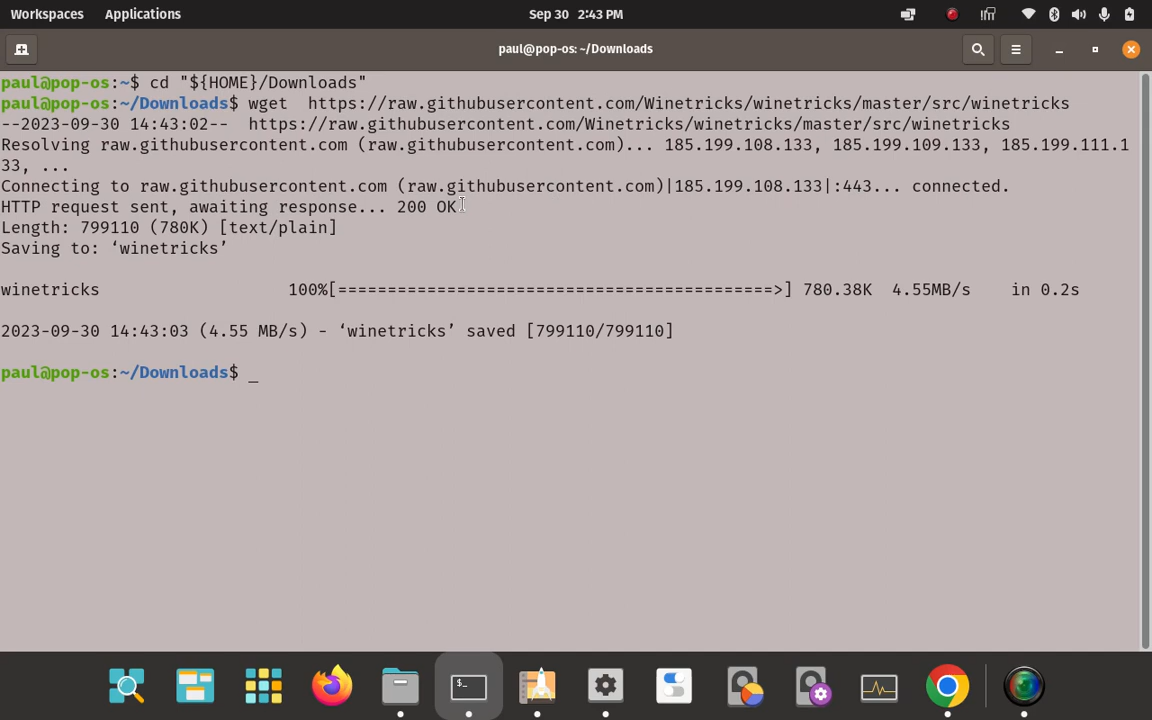 Workspaces Applications Sep 30 2:43 PM
paul@pop-os: ~/Downloads
paul@pop-os:~$ cd "${HOME}/Downloads"
paul@pop-os:~/Downloads$ wget  https://raw.githubusercontent.com/Winetricks/winetricks/master/src/winetricks
--2023-09-30 14:43:02--  https://raw.githubusercontent.com/Winetricks/winetricks/master/src/winetricks
Resolving raw.githubusercontent.com (raw.githubusercontent.com)... 185.199.108.133, 185.199.109.133, 185.199.111.1
33, ...
Connecting to raw.githubusercontent.com (raw.githubusercontent.com)|185.199.108.133|:443... connected.
HTTP request sent, awaiting response... 200 OK
Length: 799110 (780K) [text/plain]
Saving to: ‘winetricks’
winetricks                   100%[============================================>] 780.38K  4.55MB/s    in 0.2s
2023-09-30 14:43:03 (4.55 MB/s) - ‘winetricks’ saved [799110/799110]
paul@pop-os:~/Downloads$ _